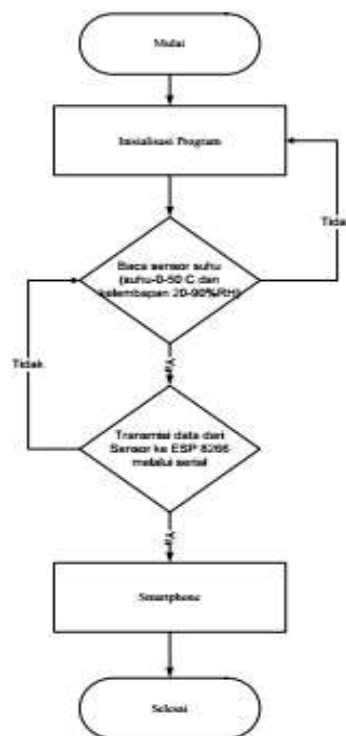 Mulai
Inisialisasi Program
Tidak
Baca sensor suhu
(suhu-0-50 C dan
kelembapan 20-90%RH)
Tidak
Ya
Transmisi data dari
Sensor ke ESP 8266
melalui serial
Ya
Smartphone
Selesai